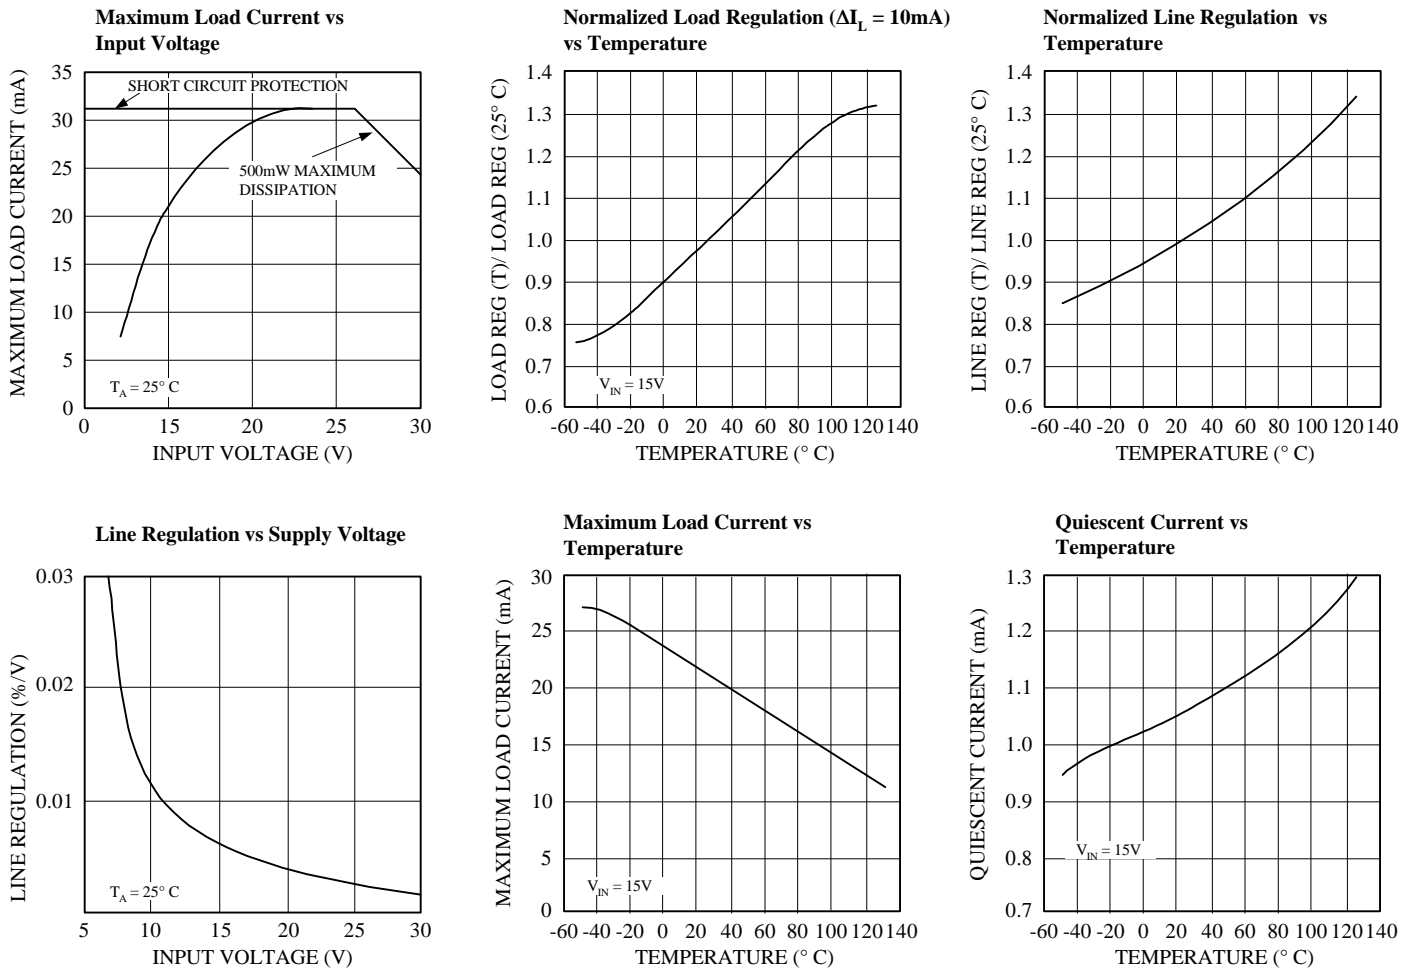 Maximum Load Current vs
Input Voltage
MAXIMUM LOAD CURRENT (mA)
35
30
25
20
15
10
5
0
SHORT CIRCUIT PROTECTION
500mW MAXIMUM
DISSIPATION
T_A = 25° C
0 15 20 25 30
INPUT VOLTAGE (V)
Normalized Load Regulation (ΔI_L = 10mA)
vs Temperature
LOAD REG (T)/ LOAD REG (25° C)
1.4
1.3
1.2
1.1
1.0
0.9
0.8
0.7
0.6
V_IN = 15V
-60 -40 -20 0 20 40 60 80 100 120 140
TEMPERATURE (° C)
Normalized Line Regulation vs
Temperature
LINE REG (T)/ LINE REG (25° C)
1.4
1.3
1.2
1.1
1.0
0.9
0.8
0.7
0.6
-60 -40 -20 0 20 40 60 80 100 120 140
TEMPERATURE (° C)
Line Regulation vs Supply Voltage
LINE REGULATION (%/V)
0.03
0.02
0.01
T_A = 25° C
5 10 15 20 25 30
INPUT VOLTAGE (V)
Maximum Load Current vs
Temperature
MAXIMUM LOAD CURRENT (mA)
30
25
20
15
10
5
0
V_IN = 15V
-60 -40 -20 0 20 40 60 80 100 120 140
TEMPERATURE (° C)
Quiescent Current vs
Temperature
QUIESCENT CURRENT (mA)
1.3
1.2
1.1
1.0
0.9
0.8
0.7
V_IN = 15V
-60 -40 -20 0 20 40 60 80 100 120 140
TEMPERATURE (° C)